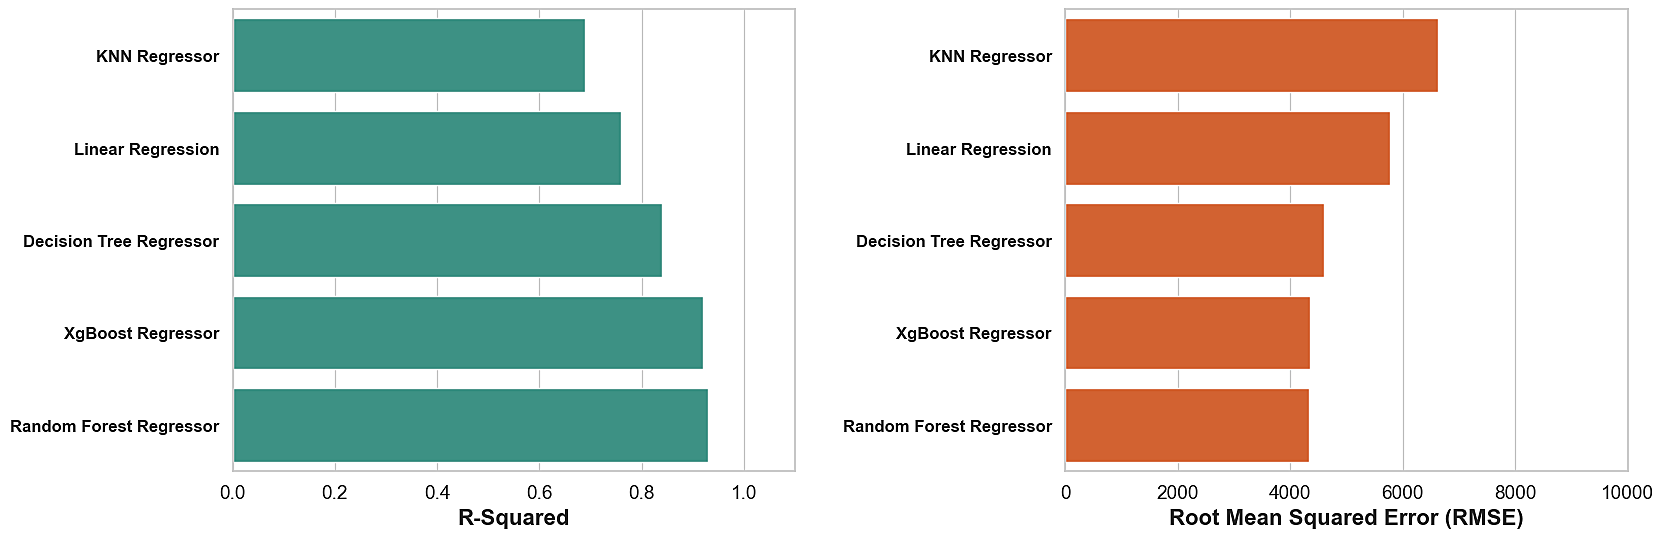 KNN Regressor
Linear Regression
Decision Tree Regressor
XgBoost Regressor
Random Forest Regressor
0.0 0.2 0.4 0.6 0.8 1.0
R-Squared
KNN Regressor
Linear Regression
Decision Tree Regressor
XgBoost Regressor
Random Forest Regressor
0 2000 4000 6000 8000 10000
Root Mean Squared Error (RMSE)